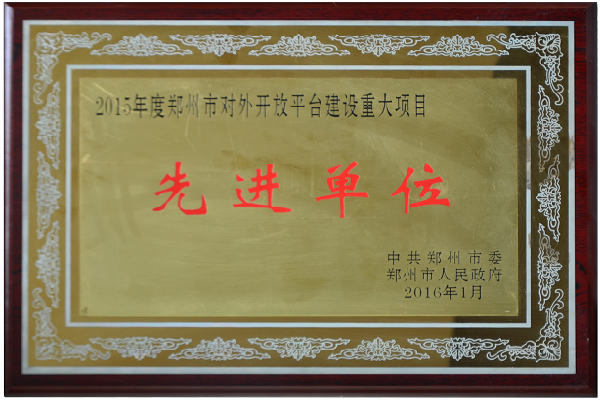 2015年度郑州市对外开放平台建设重大项目
先进单位
中共郑州市委
郑州市人民政府
2016年1月